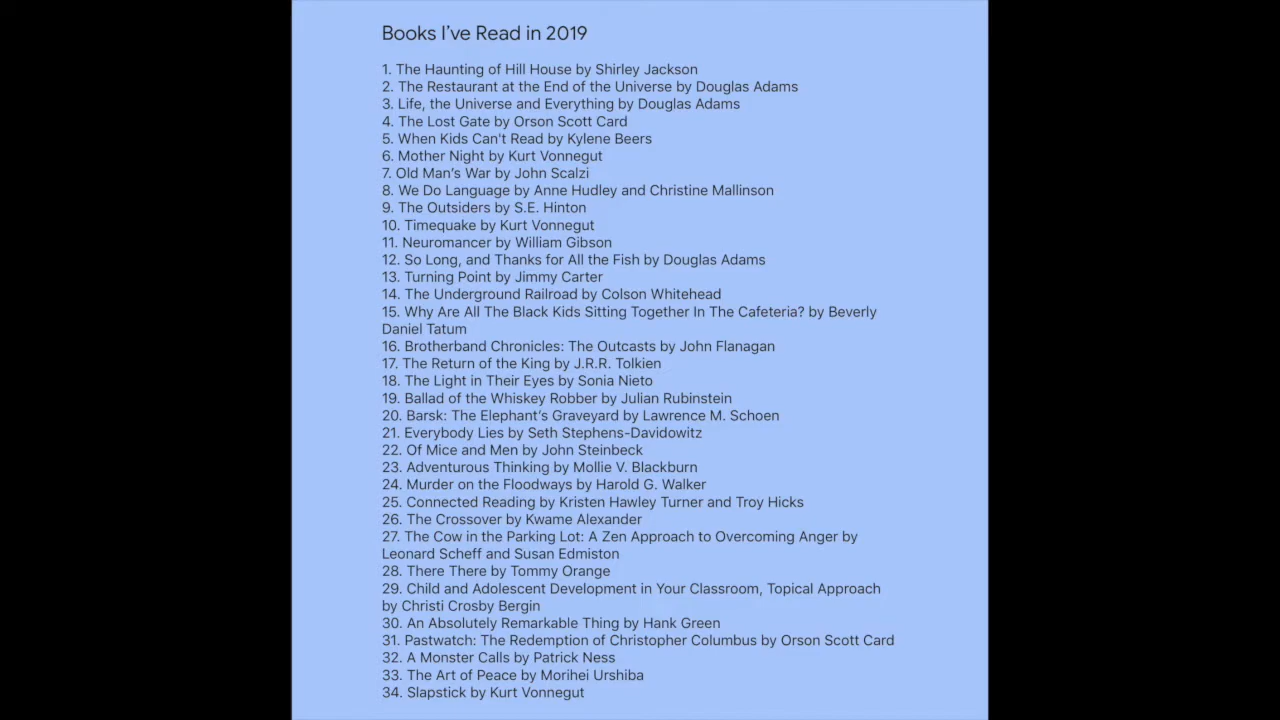 Books I’ve Read in 2019
1. The Haunting of Hill House by Shirley Jackson
2. The Restaurant at the End of the Universe by Douglas Adams
3. Life, the Universe and Everything by Douglas Adams
4. The Lost Gate by Orson Scott Card
5. When Kids Can't Read by Kylene Beers
6. Mother Night by Kurt Vonnegut
7. Old Man’s War by John Scalzi
8. We Do Language by Anne Hudley and Christine Mallinson
9. The Outsiders by S.E. Hinton
10. Timequake by Kurt Vonnegut
11. Neuromancer by William Gibson
12. So Long, and Thanks for All the Fish by Douglas Adams
13. Turning Point by Jimmy Carter
14. The Underground Railroad by Colson Whitehead
15. Why Are All The Black Kids Sitting Together In The Cafeteria? by Beverly
Daniel Tatum
16. Brotherband Chronicles: The Outcasts by John Flanagan
17. The Return of the King by J.R.R. Tolkien
18. The Light in Their Eyes by Sonia Nieto
19. Ballad of the Whiskey Robber by Julian Rubinstein
20. Barsk: The Elephant’s Graveyard by Lawrence M. Schoen
21. Everybody Lies by Seth Stephens-Davidowitz
22. Of Mice and Men by John Steinbeck
23. Adventurous Thinking by Mollie V. Blackburn
24. Murder on the Floodways by Harold G. Walker
25. Connected Reading by Kristen Hawley Turner and Troy Hicks
26. The Crossover by Kwame Alexander
27. The Cow in the Parking Lot: A Zen Approach to Overcoming Anger by
Leonard Scheff and Susan Edmiston
28. There There by Tommy Orange
29. Child and Adolescent Development in Your Classroom, Topical Approach
by Christi Crosby Bergin
30. An Absolutely Remarkable Thing by Hank Green
31. Pastwatch: The Redemption of Christopher Columbus by Orson Scott Card
32. A Monster Calls by Patrick Ness
33. The Art of Peace by Morihei Urshiba
34. Slapstick by Kurt Vonnegut